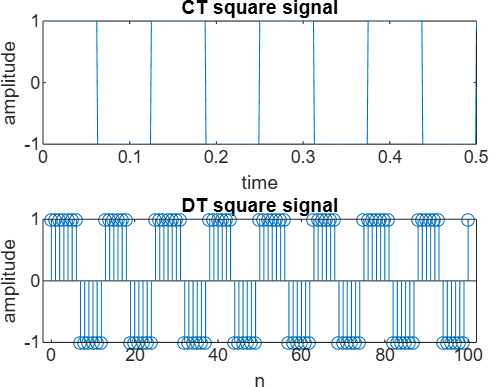 CT square signal
1
0
-1
amplitude
0 0.1 0.2 0.3 0.4 0.5
time
DT square signal
1
0
-1
amplitude
0 20 40 60 80 100
n